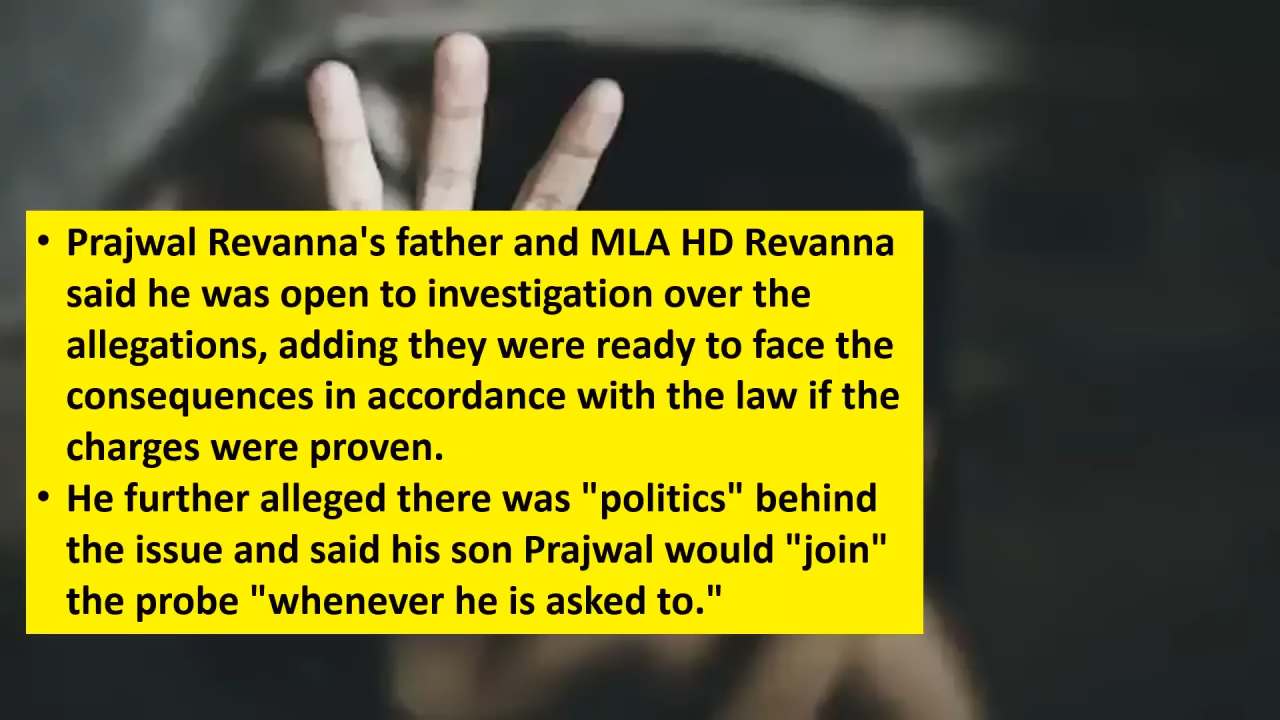 • Prajwal Revanna's father and MLA HD Revanna
said he was open to investigation over the
allegations, adding they were ready to face the
consequences in accordance with the law if the
charges were proven.
• He further alleged there was "politics" behind
the issue and said his son Prajwal would "join"
the probe "whenever he is asked to."